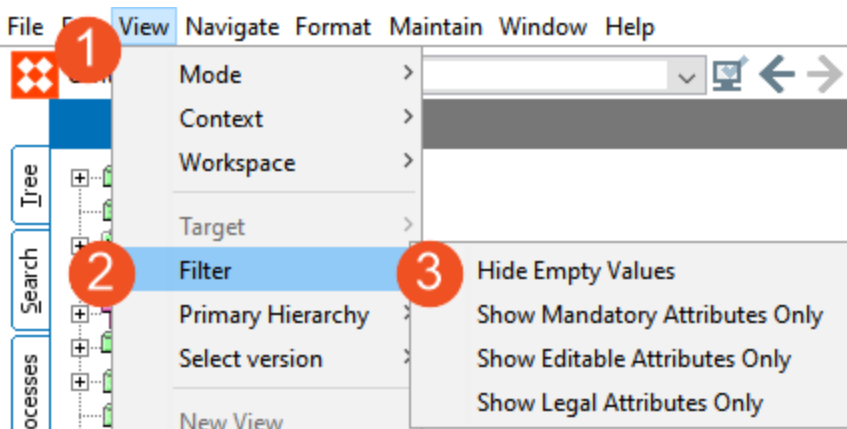 File View Navigate Format Maintain Window Help
1
Mode
Context
Workspace
Tree
Target
2 Filter 3 Hide Empty Values
Search
Primary Hierarchy Show Mandatory Attributes Only
Select version Show Editable Attributes Only
Show Legal Attributes Only
New View